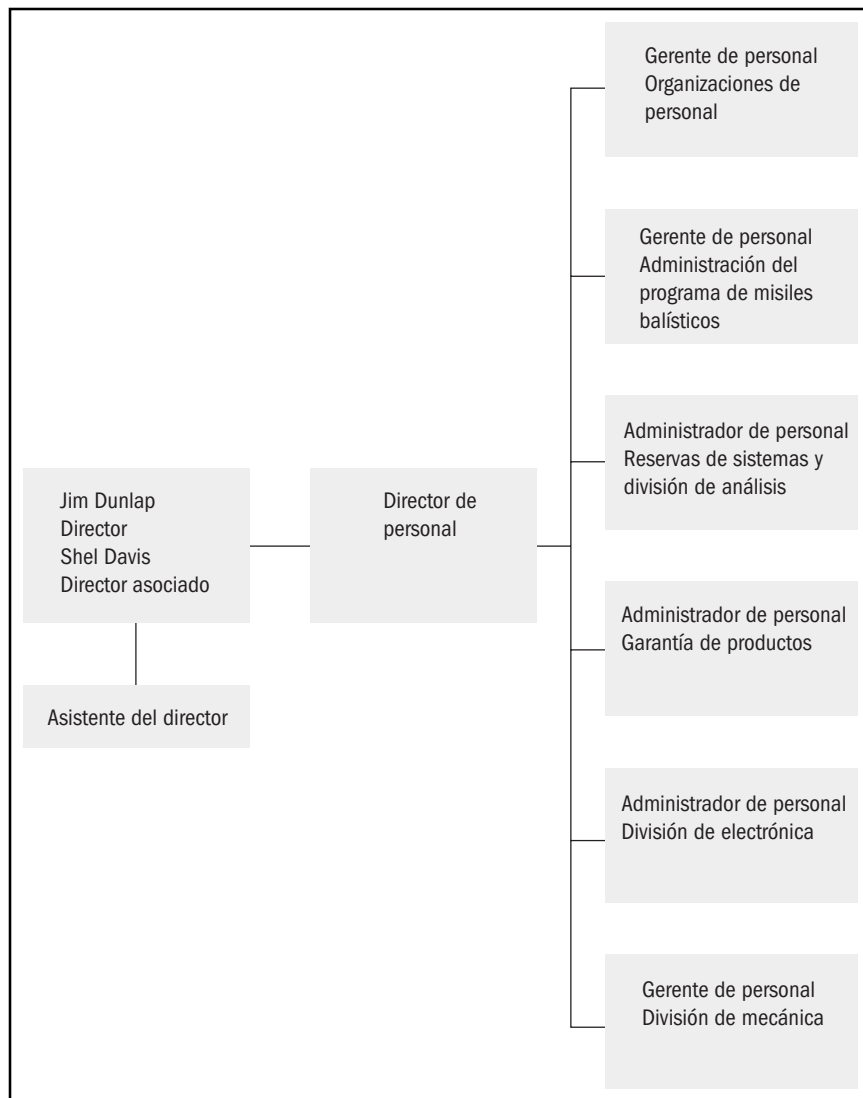 Gerente de personal
Organizaciones de
personal
Gerente de personal
Administración del
programa de misiles
balísticos
Administrador de personal
Reservas de sistemas y
división de análisis
Jim Dunlap
Director
Shel Davis
Director asociado
Director de
personal
Administrador de personal
Garantía de productos
Asistente del director
Administrador de personal
División de electrónica
Gerente de personal
División de mecánica